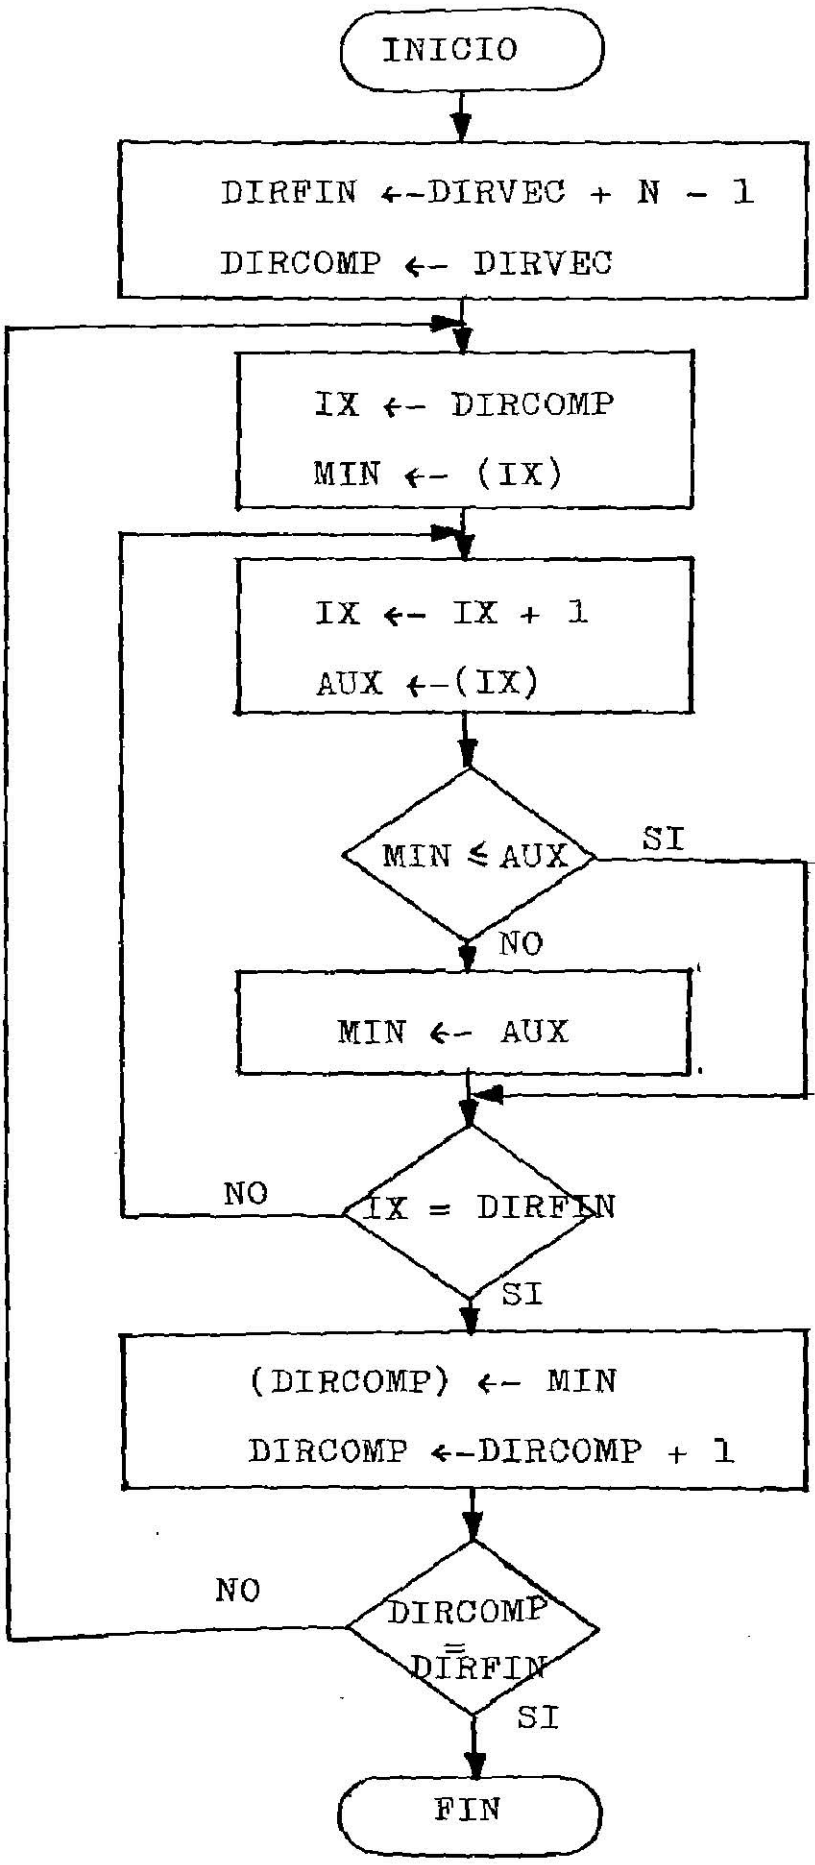 INICIO
DIRFIN ←DIRVEC + N - 1
DIRCOMP ← DIRVEC
IX ← DIRCOMP
MIN ← (IX)
IX ← IX + 1
AUX ←(IX)
MIN ≤ AUX
SI
NO
MIN ← AUX
NO
IX = DIRFIN
SI
(DIRCOMP) ← MIN
DIRCOMP ←DIRCOMP + 1
NO
DIRCOMP
=
DIRFIN
SI
FIN